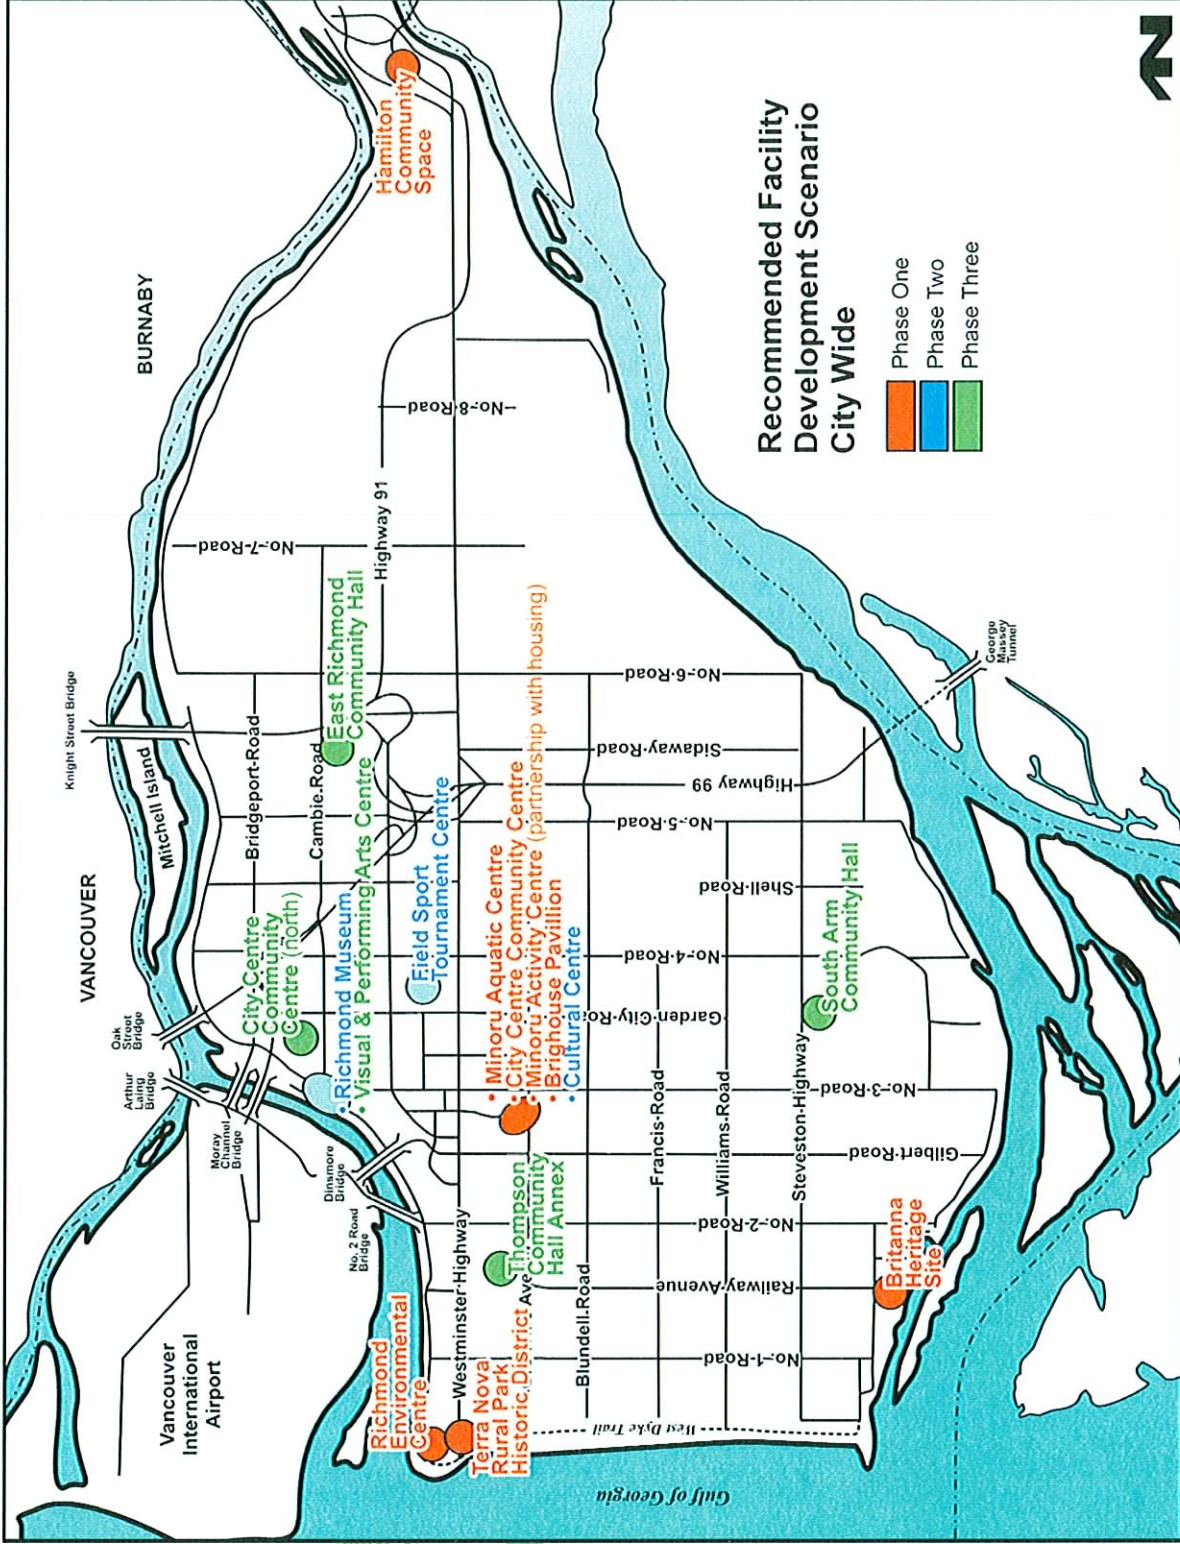 BURNABY
VANCOUVER
Knight Street Bridge
Mitchell Island
Oak
Street
Bridge
Arthur
Laing
Bridge
Moray
Channel
Bridge
Dinsmore
Bridge
No. 2 Road
Bridge
Vancouver
International
Airport
Hamilton
Community
Space
Bridgeport Road
Cambie Road
Highway 91
No. 8 Road
No. 7 Road
No. 6 Road
Sidaway Road
Highway 99
No. 5 Road
Shell Road
No. 4 Road
Garden City Roa
No. 3 Road
Gilbert Road
No. 2 Road
Railway Avenue
No. 1 Road
West Dyke Trail
Westminster Highway
Ave
Blundell Road
Francis Road
Williams Road
Steveston Highway
East Richmond
Community Hall
City Centre
Community
Centre (north)
• Richmond Museum
• Visual & Performing Arts Centre
Field Sport
Tournament Centre
• Minoru Aquatic Centre
• City Centre Community Centre
• Minoru Activity Centre (partnership with housing)
• Brighouse Pavillion
• Cultural Centre
Thompson
Community
Hall Annex
South Arm
Community Hall
Richmond
Environmental
Centre
Terra Nova
Rural Park
Historic District
Britanna
Heritage
Site
George
Massey
Tunnel
Gulf of Georgia
Recommended Facility
Development Scenario
City Wide
Phase One
Phase Two
Phase Three
N